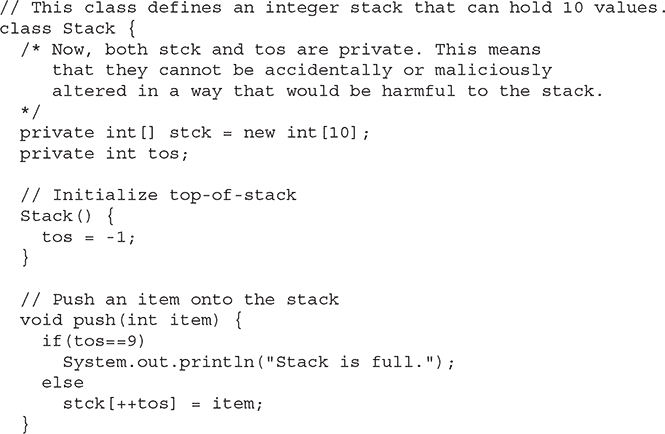 // This class defines an integer stack that can hold 10 values.
class Stack {
  /* Now, both stck and tos are private. This means
     that they cannot be accidentally or maliciously
     altered in a way that would be harmful to the stack.
  */
  private int[] stck = new int[10];
  private int tos;

  // Initialize top-of-stack
  Stack() {
    tos = -1;
  }

  // Push an item onto the stack
  void push(int item) {
    if(tos==9)
      System.out.println("Stack is full.");
    else
      stck[++tos] = item;
  }